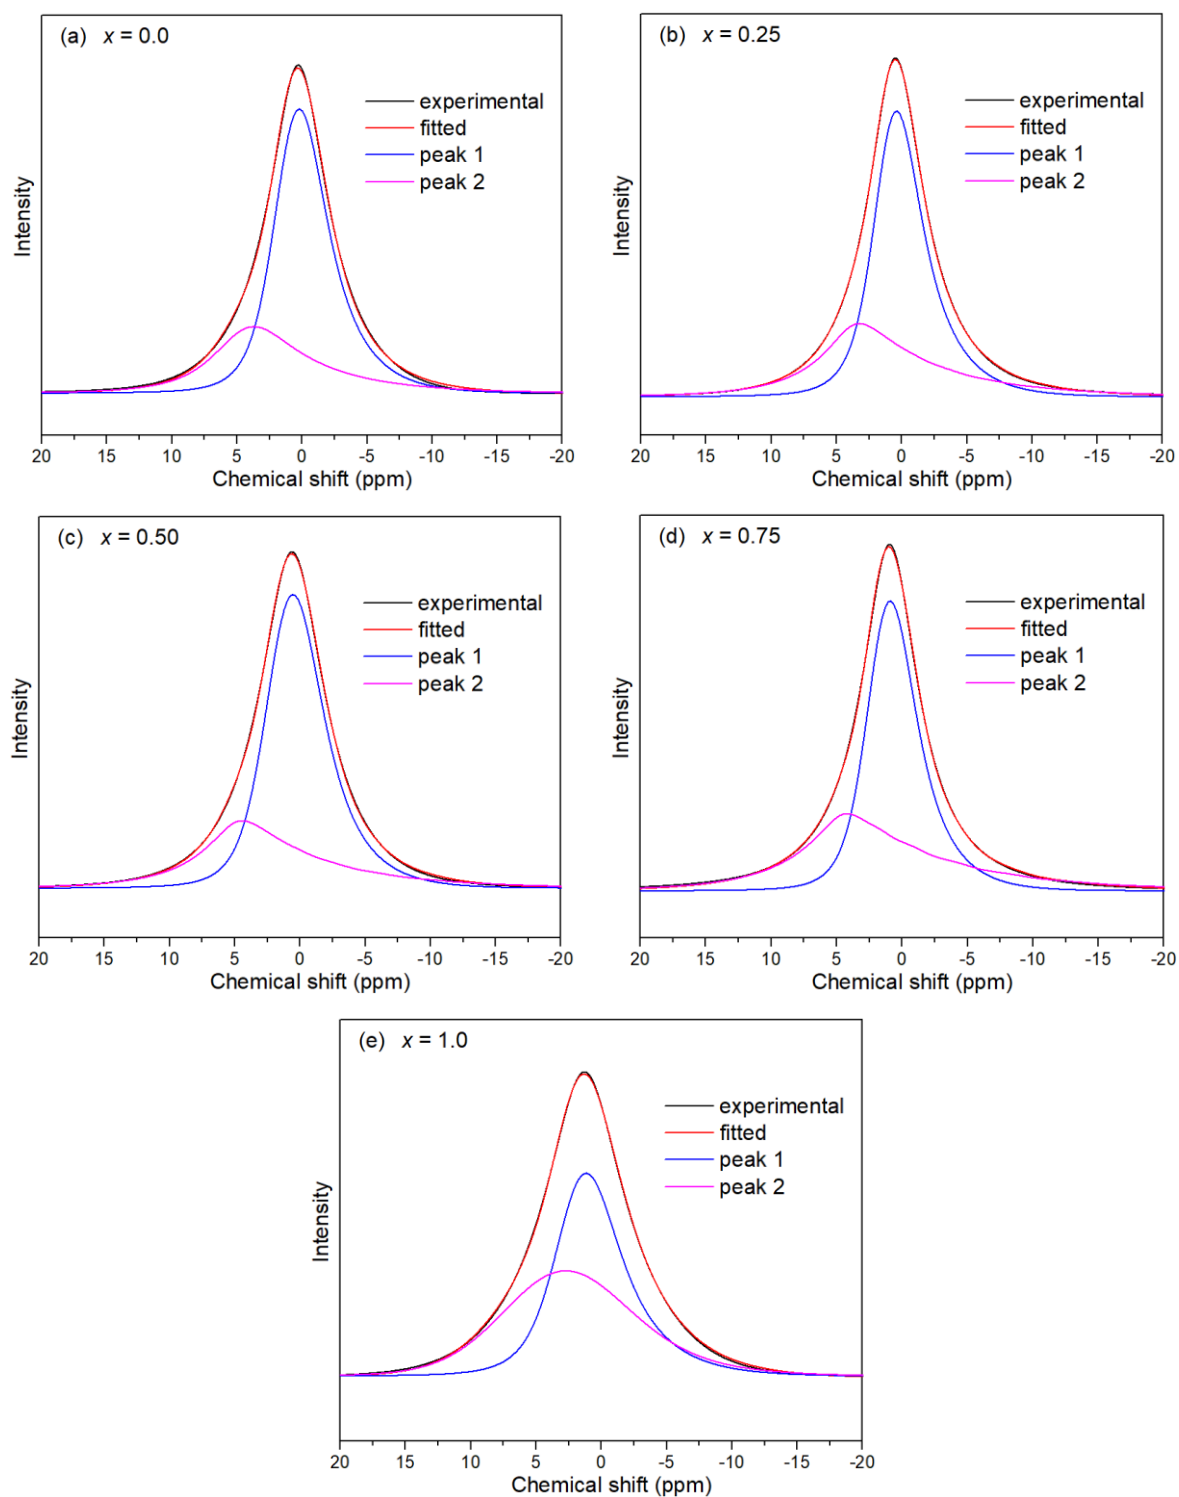 (a) x = 0.0
experimental
fitted
peak 1
peak 2
Intensity
20 15 10 5 0 -5 -10 -15 -20
Chemical shift (ppm)
(b) x = 0.25
experimental
fitted
peak 1
peak 2
Intensity
20 15 10 5 0 -5 -10 -15 -20
Chemical shift (ppm)
(c) x = 0.50
experimental
fitted
peak 1
peak 2
Intensity
20 15 10 5 0 -5 -10 -15 -20
Chemical shift (ppm)
(d) x = 0.75
experimental
fitted
peak 1
peak 2
Intensity
20 15 10 5 0 -5 -10 -15 -20
Chemical shift (ppm)
(e) x = 1.0
experimental
fitted
peak 1
peak 2
Intensity
20 15 10 5 0 -5 -10 -15 -20
Chemical shift (ppm)